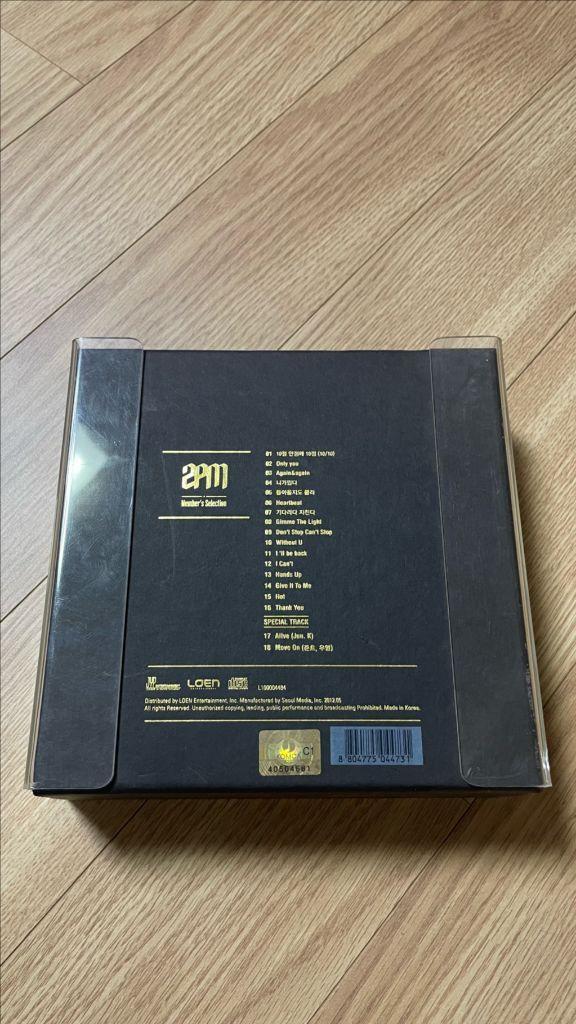 2PM
Member's Selection
01 10점 만점에 10점 (10/10)
02 Only you
03 Again&again
04 니가밉다
05 돌아올지도 몰라
06 Heartbeat
07 기다리다 지친다
08 Gimme The Light
09 Don't Stop Can't Stop
10 Without U
11 I'll be back
12 I Can't
13 Hands Up
14 Give It To Me
15 Hot
16 Thank You
SPECIAL TRACK
17 Alive (Jun. K)
18 Move On (준호, 우영)
LOEN
L100004484
Distributed by LOEN Entertainment, Inc. Manufactured by Seoul Media, Inc. 2012.05
All rights Reserved. Unauthorized copying, lending, public performance and broadcasting Prohibited. Made in Korea.
C1
8 804775 044731